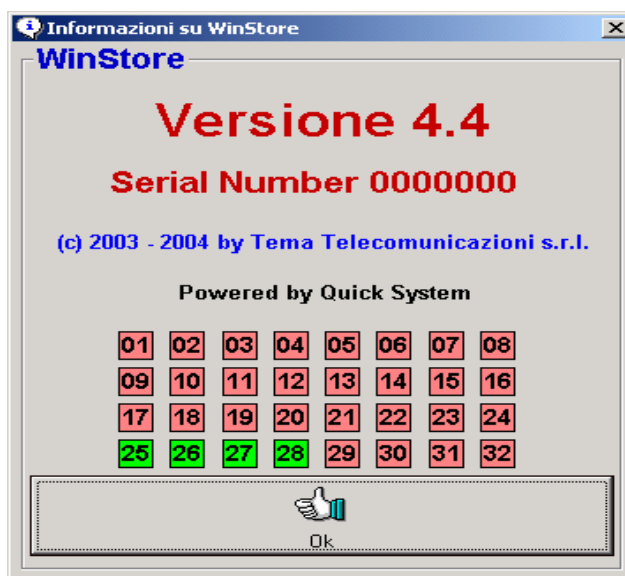 Informazioni su WinStore
WinStore
Versione 4.4
Serial Number 0000000
(c) 2003 - 2004 by Tema Telecomunicazioni s.r.l.
Powered by Quick System
01 02 03 04 05 06 07 08
09 10 11 12 13 14 15 16
17 18 19 20 21 22 23 24
25 26 27 28 29 30 31 32
Ok